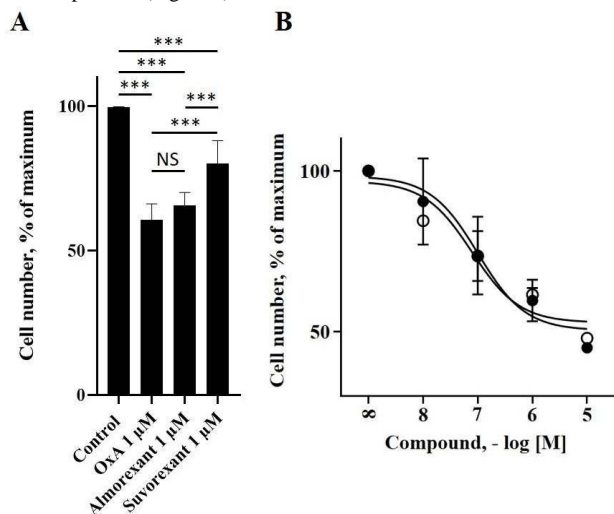 A
B
***
***
***
***
***
NS
100
50
0
Cell number, % of maximum
Control
OxA 1 µM
Almorexant 1 µM
Suvorexant 1 µM
100
50
Cell number, % of maximum
∞
8
7
6
5
Compound, - log [M]